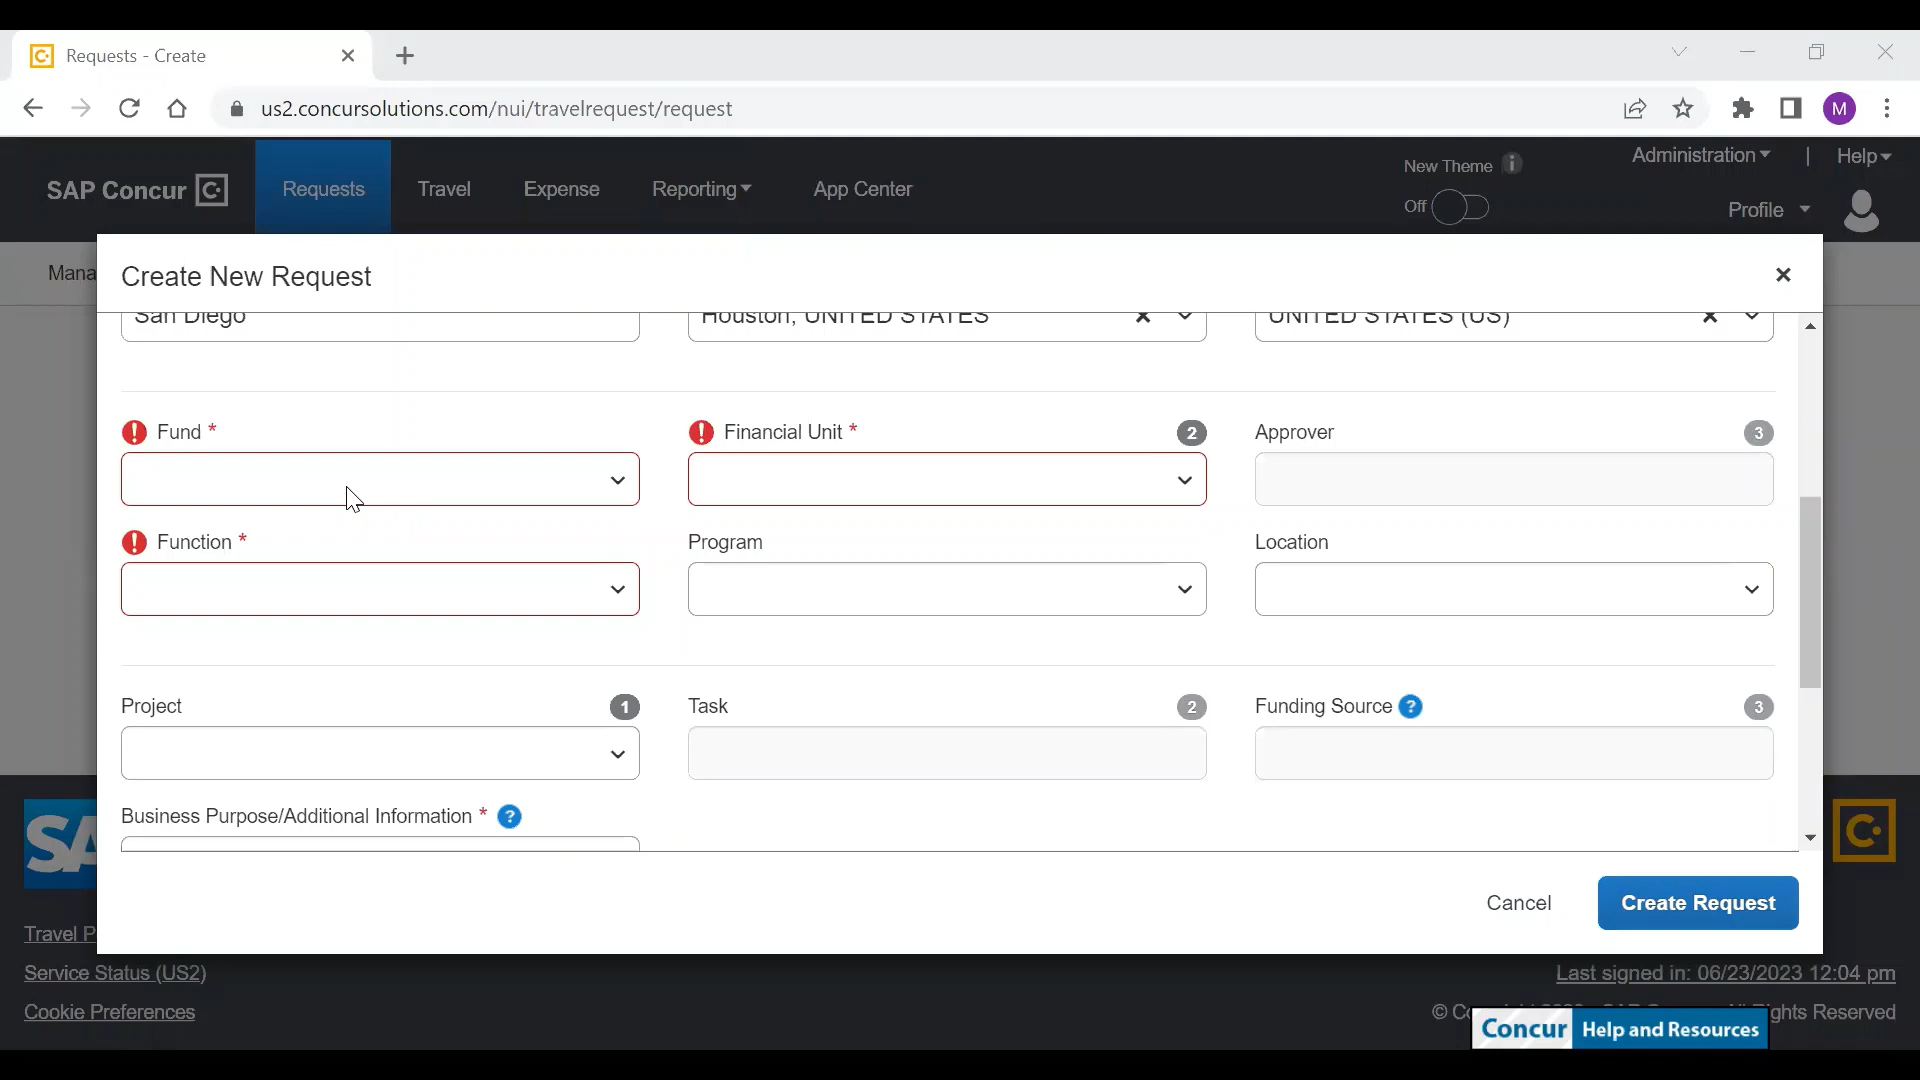 Requests - Create
us2.concursolutions.com/nui/travelrequest/request
M
SAP Concur
Requests
Travel
Expense
Reporting
App Center
New Theme
Off
Administration
|
Help
Profile
Mana
Create New Request
San Diego
Houston, UNITED STATES
UNITED STATES (US)
Fund *
Financial Unit *
2
Approver
3
Function *
Program
Location
Project
1
Task
2
Funding Source ?
3
Business Purpose/Additional Information * ?
SA
Cancel
Create Request
Travel P
Service Status (US2)
Last signed in: 06/23/2023 12:04 pm
Cookie Preferences
© Co
ghts Reserved
Concur Help and Resources